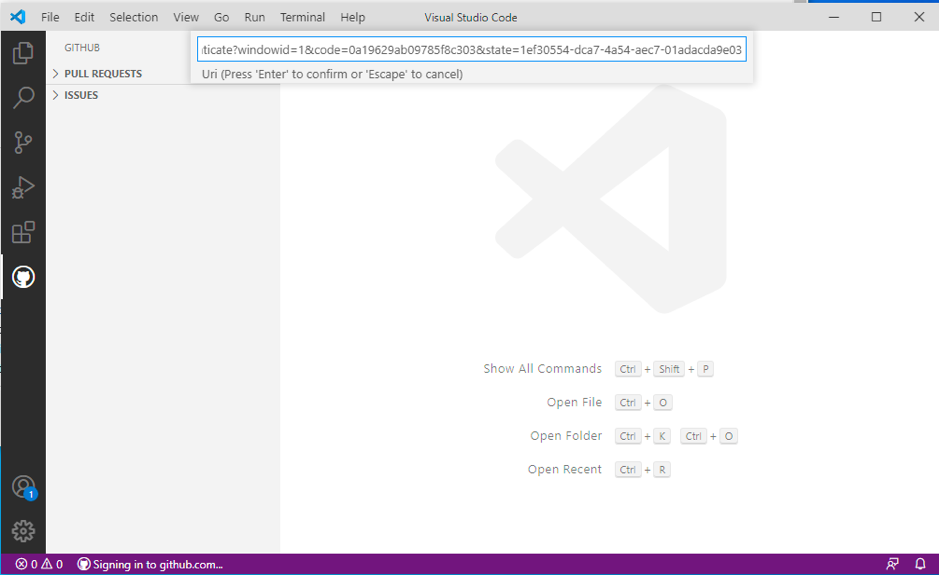 File Edit Selection View Go Run Terminal Help Visual Studio Code
GITHUB
PULL REQUESTS
ISSUES
ticate?windowid=1&code=0a19629ab09785f8c303&state=1ef30554-dca7-4a54-aec7-01adacda9e03
Uri (Press 'Enter' to confirm or 'Escape' to cancel)
Show All Commands Ctrl + Shift + P
Open File Ctrl + O
Open Folder Ctrl + K Ctrl + O
Open Recent Ctrl + R
1
0 0 Signing in to github.com...